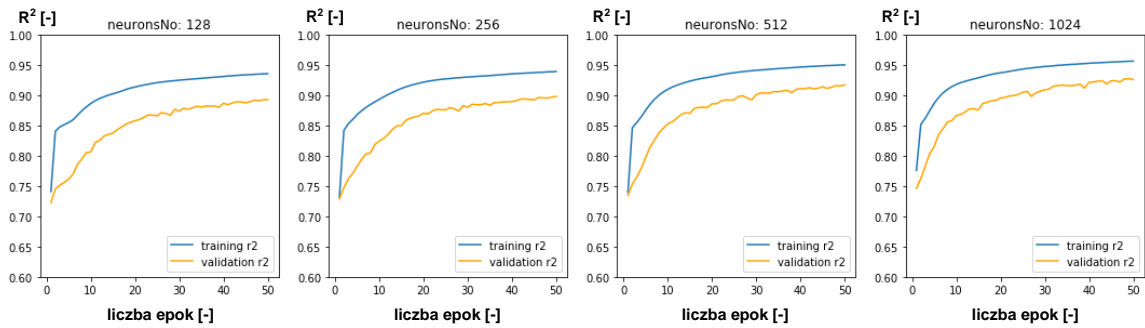 R² [-]
neuronsNo: 128
1.00
0.95
0.90
0.85
0.80
0.75
0.70
0.65
0.60
training r2
validation r2
0 10 20 30 40 50
liczba epok [-]
R² [-]
neuronsNo: 256
1.00
0.95
0.90
0.85
0.80
0.75
0.70
0.65
0.60
training r2
validation r2
0 10 20 30 40 50
liczba epok [-]
R² [-]
neuronsNo: 512
1.00
0.95
0.90
0.85
0.80
0.75
0.70
0.65
0.60
training r2
validation r2
0 10 20 30 40 50
liczba epok [-]
R² [-]
neuronsNo: 1024
1.00
0.95
0.90
0.85
0.80
0.75
0.70
0.65
0.60
training r2
validation r2
0 10 20 30 40 50
liczba epok [-]